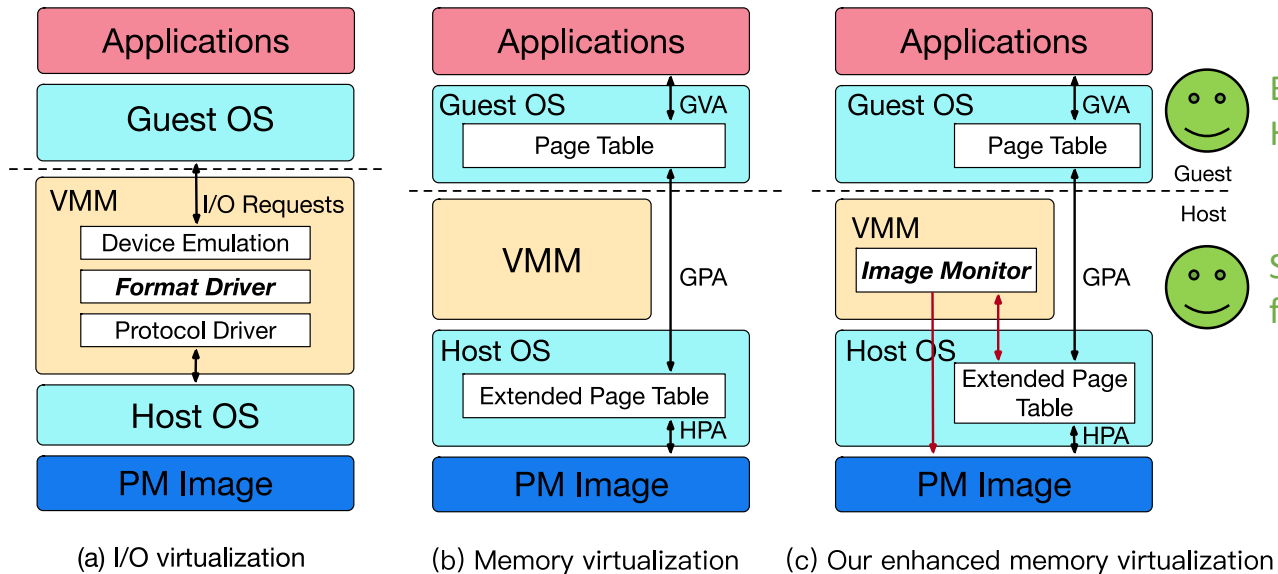 Applications
Guest OS
VMM
I/O Requests
Device Emulation
Format Driver
Protocol Driver
Host OS
PM Image
(a) I/O virtualization
Applications
Guest OS
GVA
Page Table
VMM
GPA
Host OS
Extended Page Table
HPA
PM Image
(b) Memory virtualization
Applications
Guest OS
GVA
Page Table
Guest
Host
VMM
Image Monitor
GPA
Host OS
Extended Page
Table
HPA
PM Image
(c) Our enhanced memory virtualization